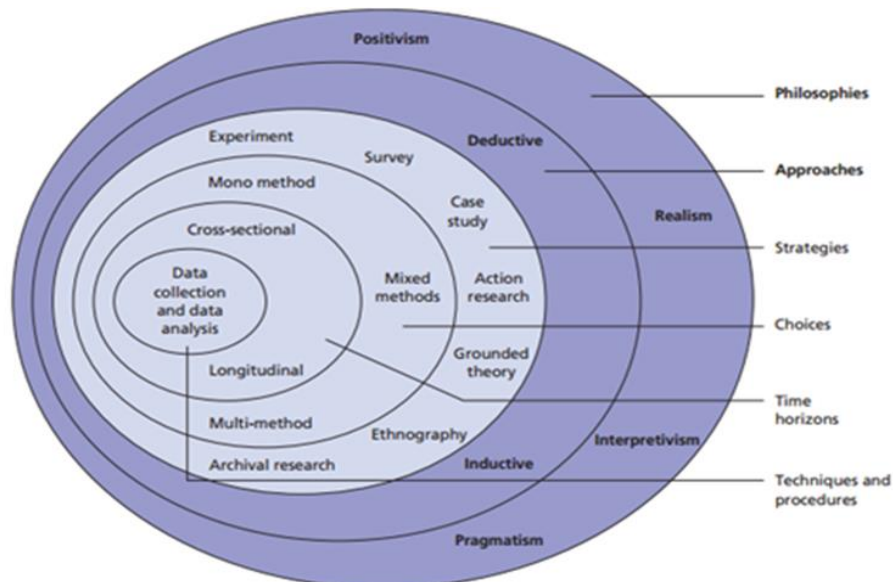 Positivism
Philosophies
Experiment
Deductive
Survey
Approaches
Mono method
Case
study
Realism
Cross-sectional
Strategies
Data
collection
and data
analysis
Mixed
methods
Action
research
Choices
Grounded
theory
Longitudinal
Time
horizons
Multi-method
Ethnography
Interpretivism
Archival research
Inductive
Techniques and
procedures
Pragmatism